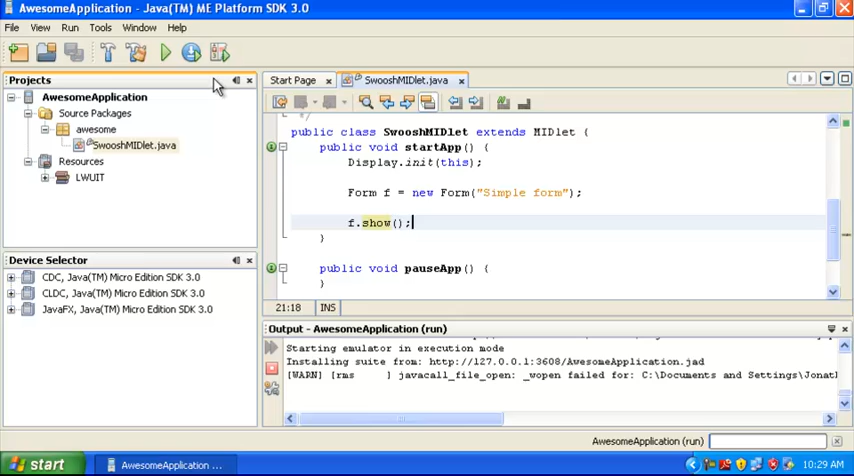 AwesomeApplication - Java(TM) ME Platform SDK 3.0
File View Run Tools Window Help
Projects
AwesomeApplication
Source Packages
awesome
SwooshMIDlet.java
Resources
LWUIT
Device Selector
CDC, Java(TM) Micro Edition SDK 3.0
CLDC, Java(TM) Micro Edition SDK 3.0
JavaFX, Java(TM) Micro Edition SDK 3.0
Start Page SwooshMIDlet.java
*/
public class SwooshMIDlet extends MIDlet {
public void startApp() {
Display.init(this);
Form f = new Form("Simple form");
f.show();
}
public void pauseApp() {
}
21:18 INS
Output - AwesomeApplication (run)
Starting emulator in execution mode
Installing suite from: http://127.0.0.1:3608/AwesomeApplication.jad
[WARN] [rms ] javacall_file_open: _wopen failed for: C:\Documents and Settings\Jonat
AwesomeApplication (run)
start AwesomeApplication ... 10:29 AM